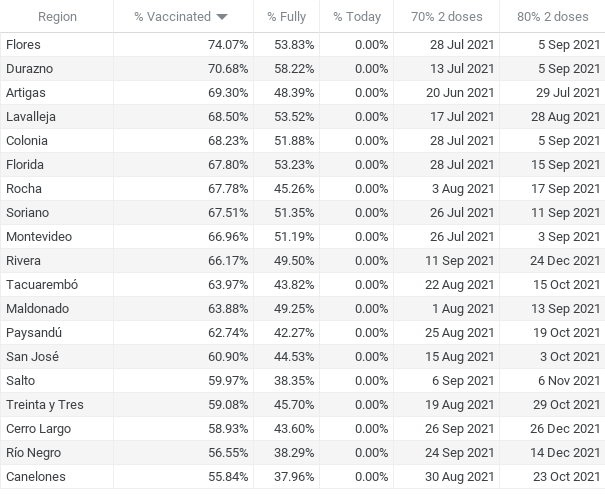 Region % Vaccinated % Fully % Today 70% 2 doses 80% 2 doses
Flores 74.07% 53.83% 0.00% 28 Jul 2021 5 Sep 2021
Durazno 70.68% 58.22% 0.00% 13 Jul 2021 5 Sep 2021
Artigas 69.30% 48.39% 0.00% 20 Jun 2021 29 Jul 2021
Lavalleja 68.50% 53.52% 0.00% 17 Jul 2021 28 Aug 2021
Colonia 68.23% 51.88% 0.00% 28 Jul 2021 5 Sep 2021
Florida 67.80% 53.23% 0.00% 28 Jul 2021 15 Sep 2021
Rocha 67.78% 45.26% 0.00% 3 Aug 2021 17 Sep 2021
Soriano 67.51% 51.35% 0.00% 26 Jul 2021 11 Sep 2021
Montevideo 66.96% 51.19% 0.00% 26 Jul 2021 3 Sep 2021
Rivera 66.17% 49.50% 0.00% 11 Sep 2021 24 Dec 2021
Tacuarembó 63.97% 43.82% 0.00% 22 Aug 2021 15 Oct 2021
Maldonado 63.88% 49.25% 0.00% 1 Aug 2021 13 Sep 2021
Paysandú 62.74% 42.27% 0.00% 25 Aug 2021 19 Oct 2021
San José 60.90% 44.53% 0.00% 15 Aug 2021 3 Oct 2021
Salto 59.97% 38.35% 0.00% 6 Sep 2021 6 Nov 2021
Treinta y Tres 59.08% 45.70% 0.00% 19 Aug 2021 29 Oct 2021
Cerro Largo 58.93% 43.60% 0.00% 26 Sep 2021 26 Dec 2021
Río Negro 56.55% 38.29% 0.00% 24 Sep 2021 14 Dec 2021
Canelones 55.84% 37.96% 0.00% 30 Aug 2021 23 Oct 2021